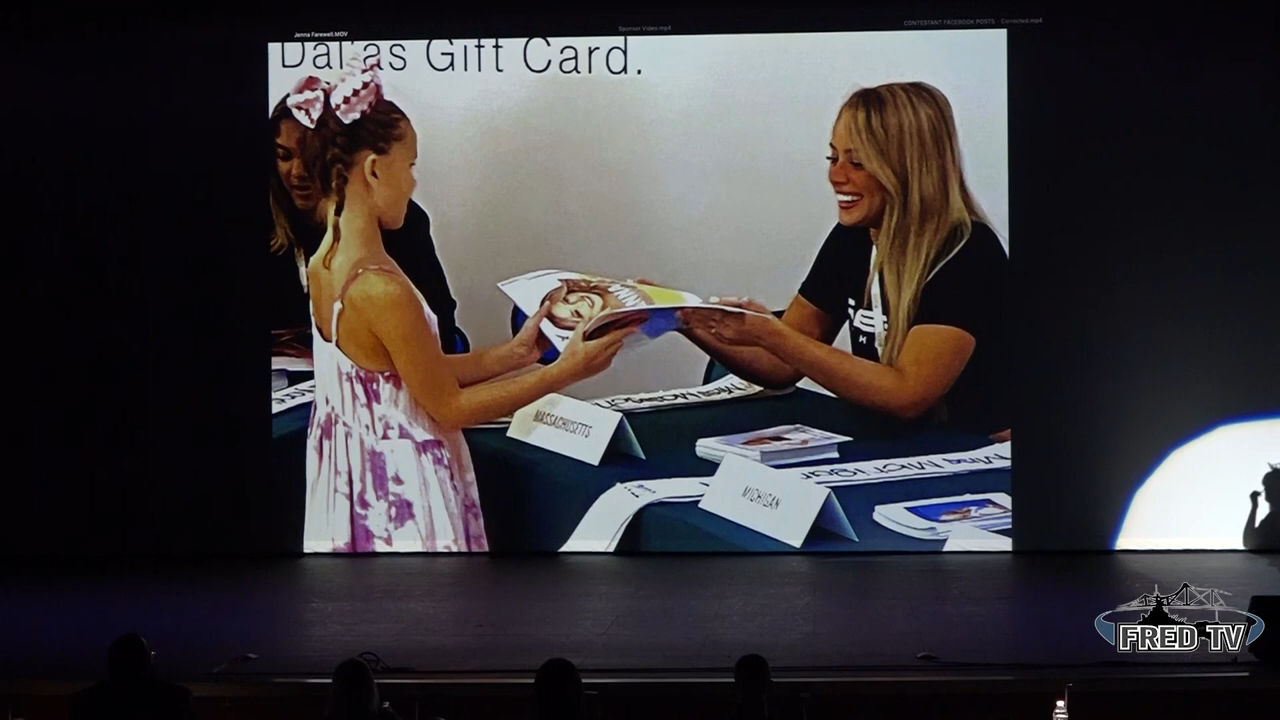 Jenna Farewell.MOV
Sponsor Video.mp4
CONTESTANT FACEBOOK POSTS - Corrected.mp4
Dallas Gift Card.
MASSACHUSETTS
MICHIGAN
FRED TV